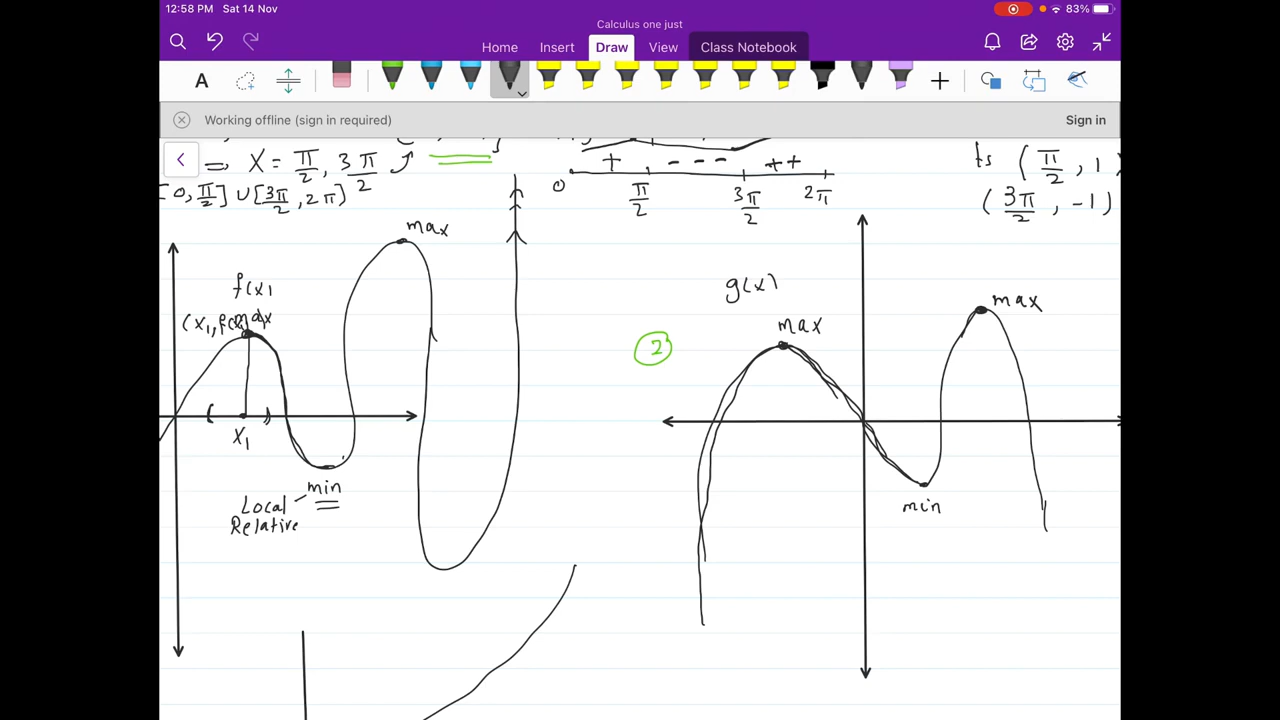 12:58 PM Sat 14 Nov
83%
Calculus one just
Home Insert Draw View Class Notebook
A
Working offline (sign in required)
Sign in
⇒ X = π/2, 3π/2
[0, π/2] ∪ [3π/2, 2π]
+ - - - ++
0 π/2 3π/2 2π
ts (π/2, 1)
(3π/2, -1)
max
f(x)
max
x₁
min
Local
Relative
g(x)
2
max
max
min